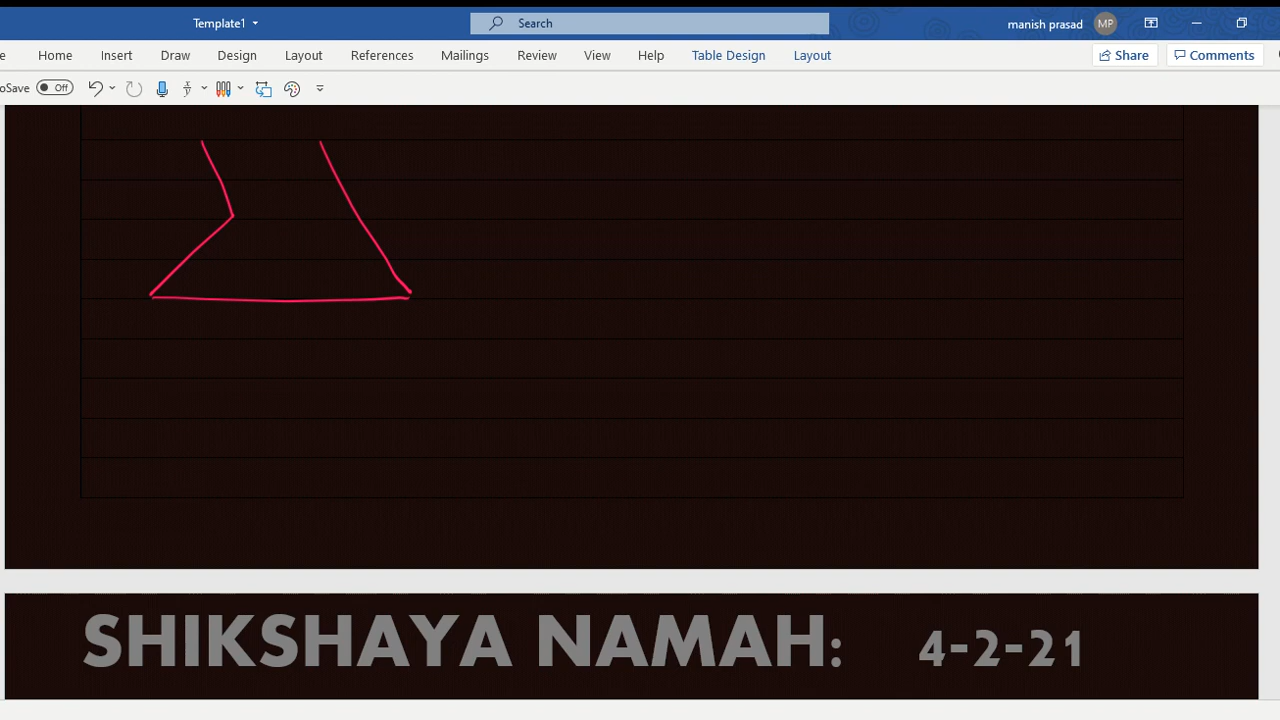 Template1 Search manish prasad MP
e Home Insert Draw Design Layout References Mailings Review View Help Table Design Layout Share Comments
oSave Off
SHIKSHAYA NAMAH: 4-2-21